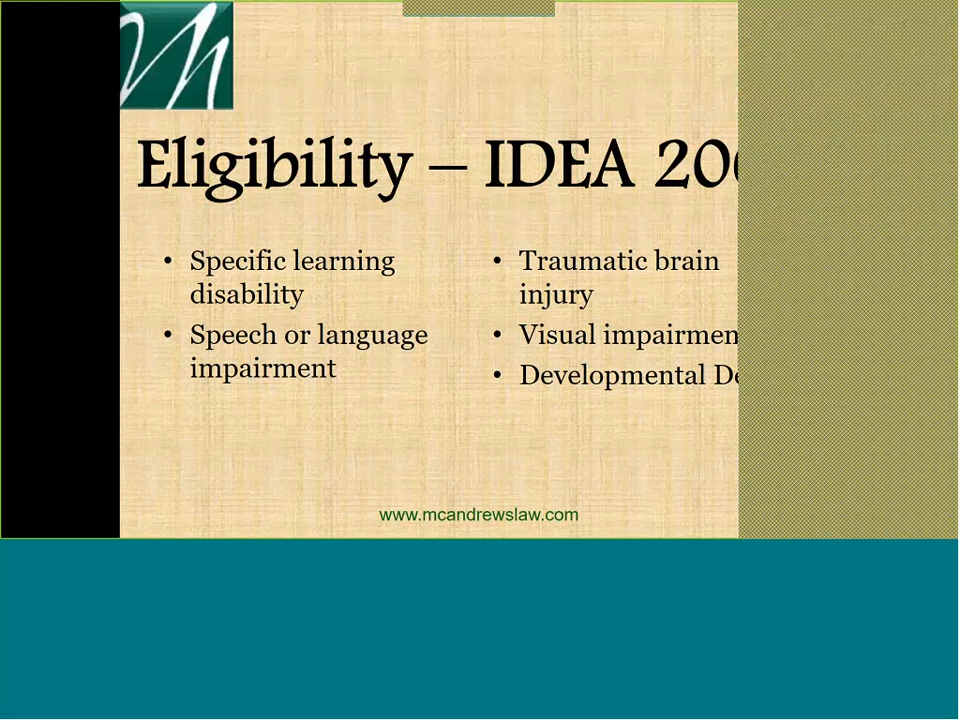 Eligibility – IDEA 20
• Specific learning
disability
• Speech or language
impairment
• Traumatic brain
injury
• Visual impairmen
• Developmental De
www.mcandrewslaw.com